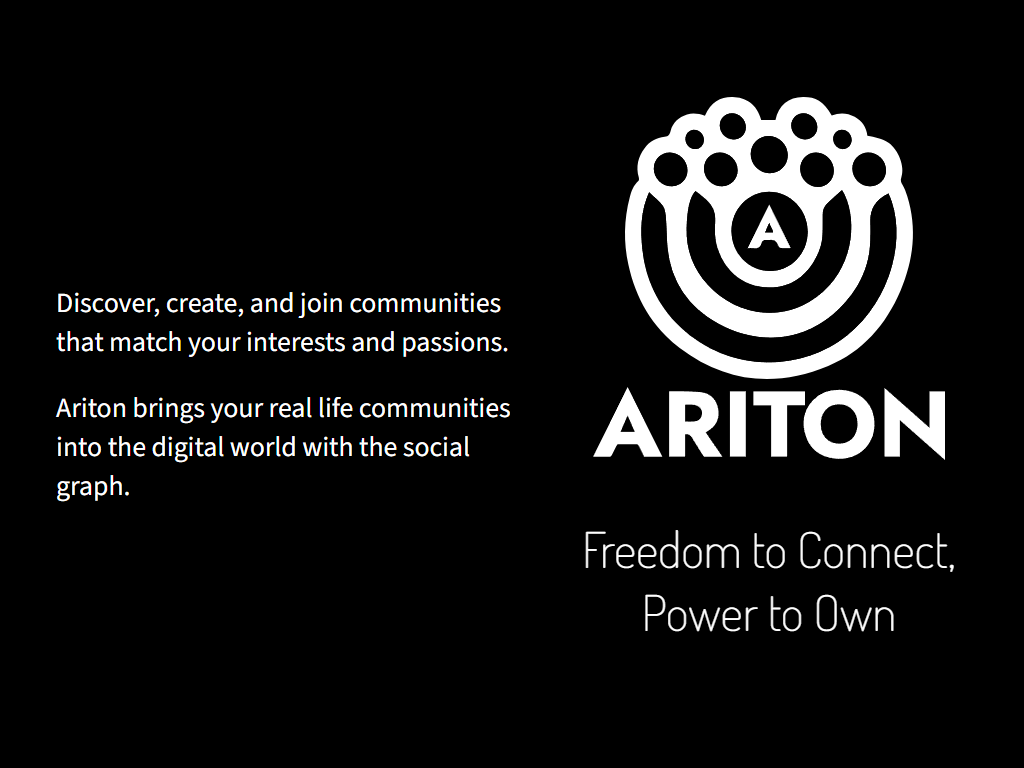 Discover, create, and join communities
that match your interests and passions.
Ariton brings your real life communities
into the digital world with the social
graph.
A
ARITON
Freedom to Connect,
Power to Own